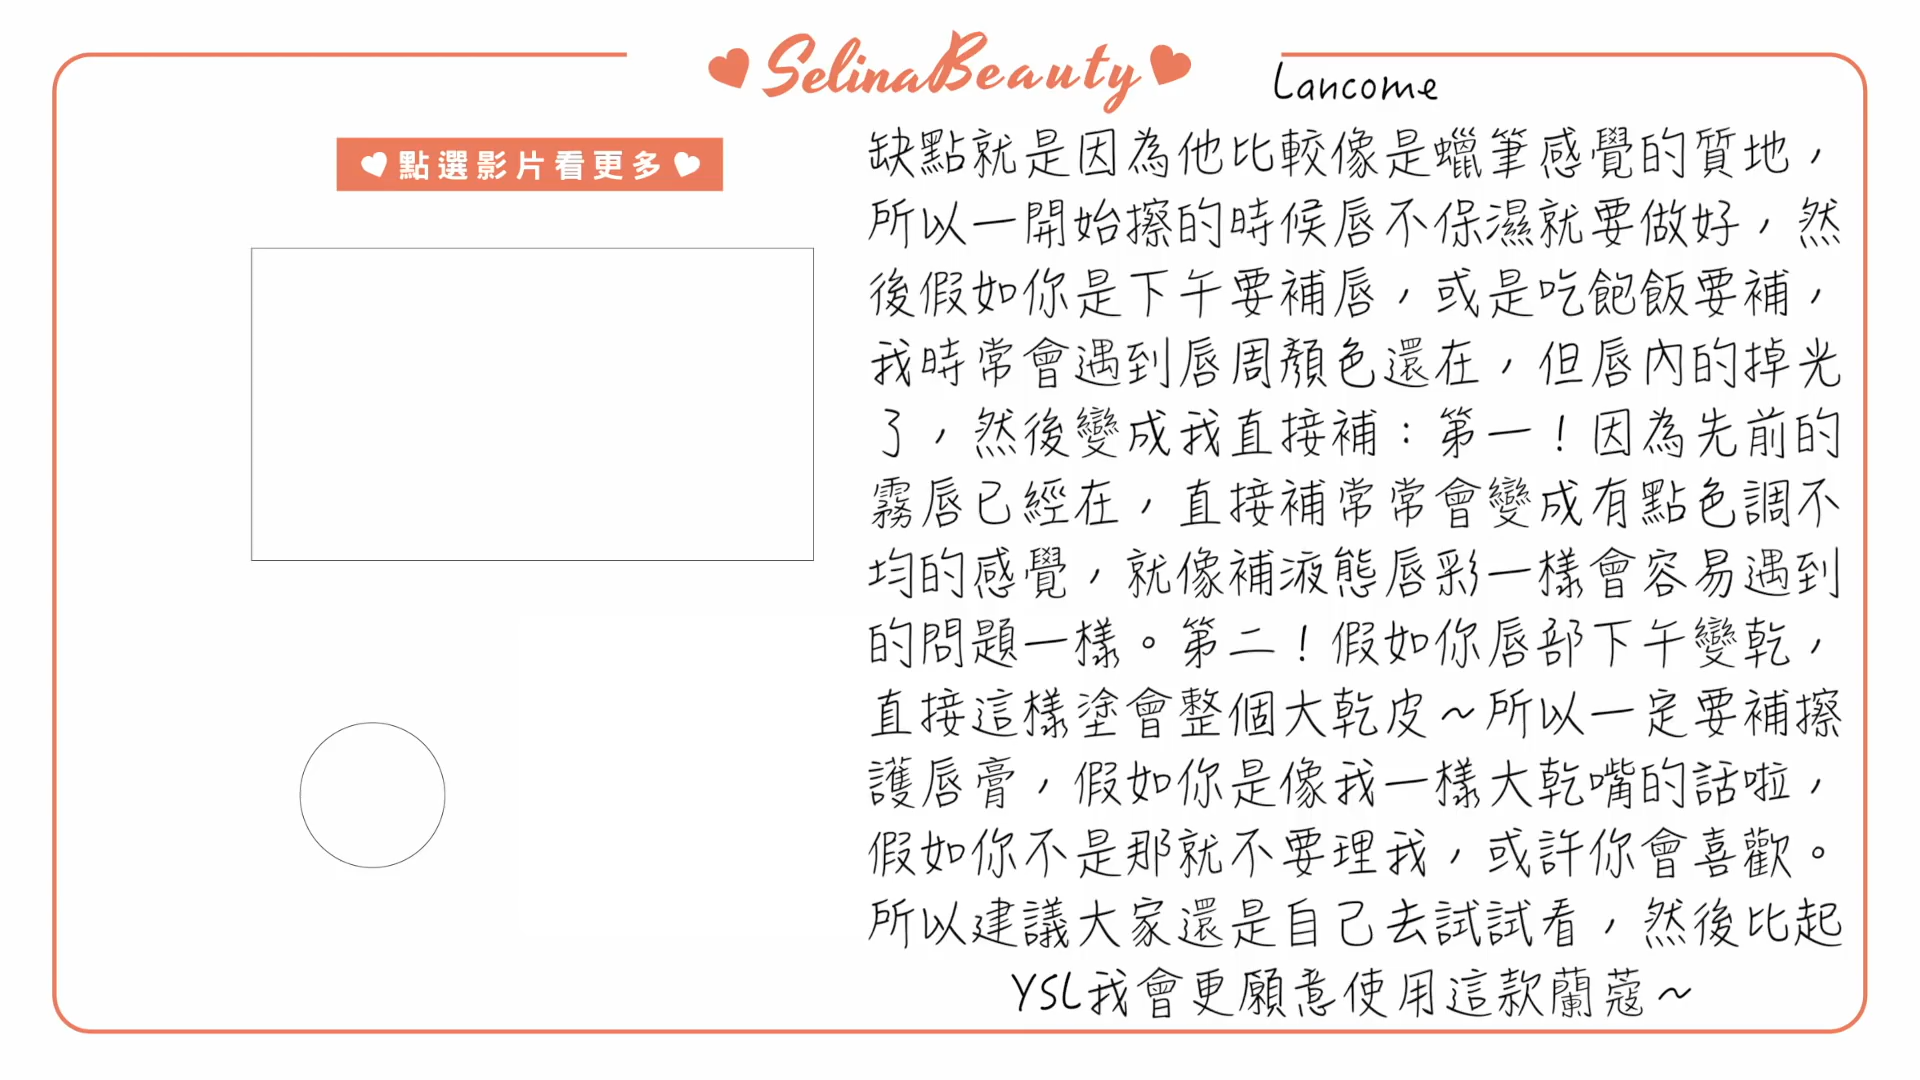 SelinaBeauty
Lancome
點選影片看更多
缺點就是因為他比較像是蠟筆感覺的質地，
所以一開始擦的時候唇不保濕就要做好，然
後假如你是下午要補唇，或是吃飽飯要補，
我時常會遇到唇周顏色還在，但唇內的掉光
了，然後變成我直接補：第一！因為先前的
霧唇已經在，直接補常常會變成有點色調不
均的感覺，就像補液態唇彩一樣會容易遇到
的問題一樣。第二！假如你唇部下午變乾，
直接這樣塗會整個大乾皮～所以一定要補擦
護唇膏，假如你是像我一樣大乾嘴的話啦，
假如你不是那就不要理我，或許你會喜歡。
所以建議大家還是自己去試試看，然後比起
YSL我會更願意使用這款蘭蔻～